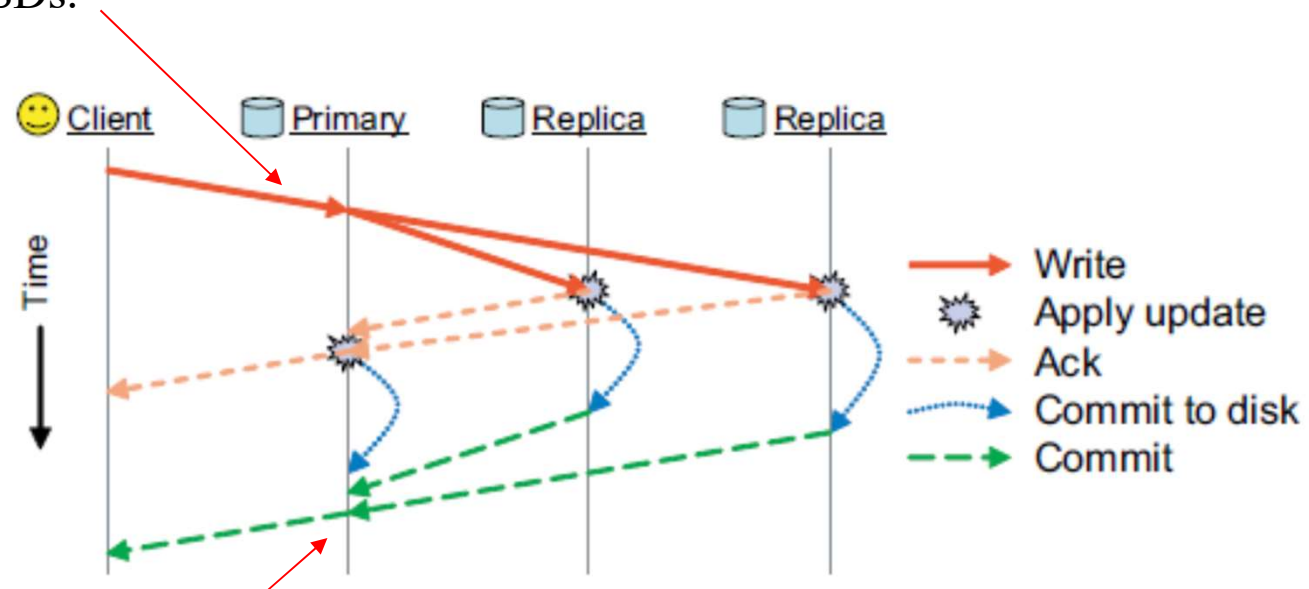 Client
Primary
Replica
Replica
Time
Write
Apply update
Ack
Commit to disk
Commit